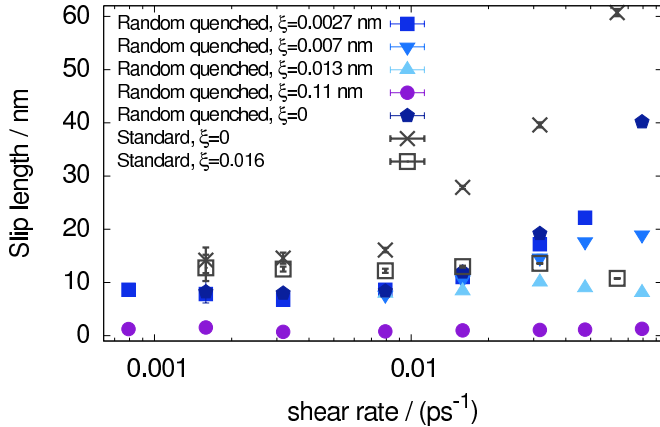 60
50
40
30
20
10
0
Slip length / nm
Random quenched, ξ=0.0027 nm
Random quenched, ξ=0.007 nm
Random quenched, ξ=0.013 nm
Random quenched, ξ=0.11 nm
Random quenched, ξ=0
Standard, ξ=0
Standard, ξ=0.016
0.001
0.01
shear rate / (ps⁻¹)